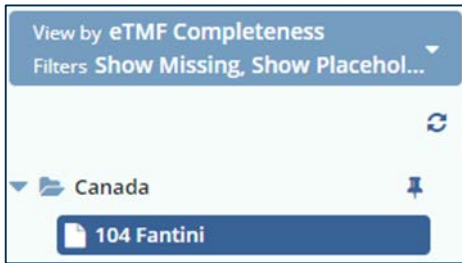 View by eTMF Completeness
Filters Show Missing, Show Placehol...
Canada
104 Fantini